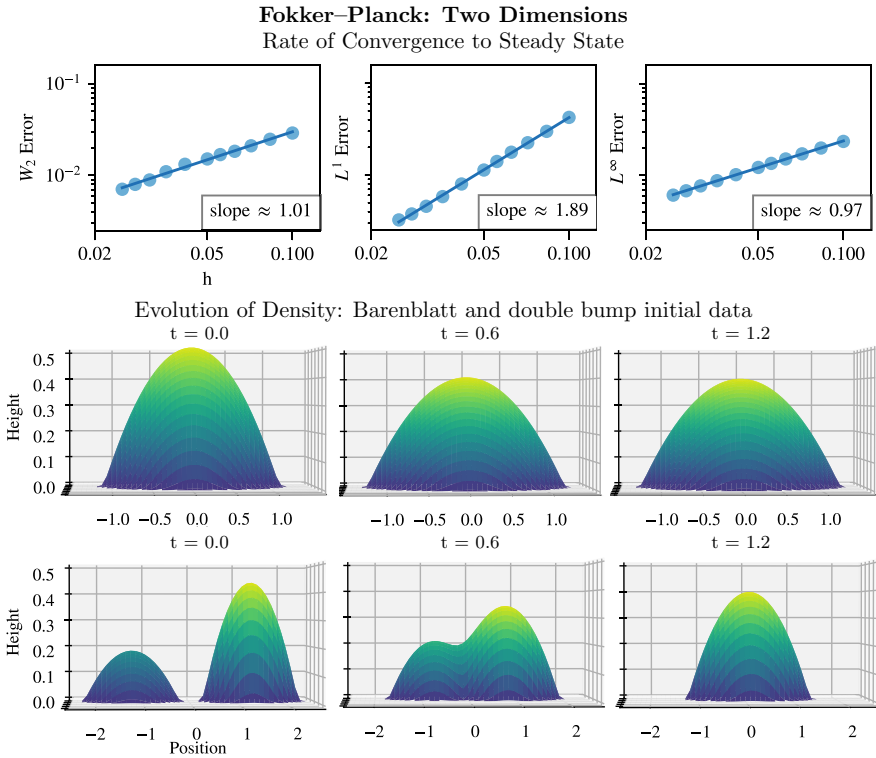 Fokker–Planck: Two Dimensions
Rate of Convergence to Steady State
W₂ Error
10⁻¹
10⁻²
slope ≈ 1.01
0.02 0.05 0.100
h
L¹ Error
slope ≈ 1.89
0.02 0.05 0.100
L∞ Error
slope ≈ 0.97
0.02 0.05 0.100
Evolution of Density: Barenblatt and double bump initial data
t = 0.0 t = 0.6 t = 1.2
Height
0.5
0.4
0.3
0.2
0.1
0.0
−1.0 −0.5 0.0 0.5 1.0 −1.0 −0.5 0.0 0.5 1.0 −1.0 −0.5 0.0 0.5 1.0
t = 0.0 t = 0.6 t = 1.2
Height
0.5
0.4
0.3
0.2
0.1
0.0
−2 −1 0 1 2 −2 −1 0 1 2 −2 −1 0 1 2
Position